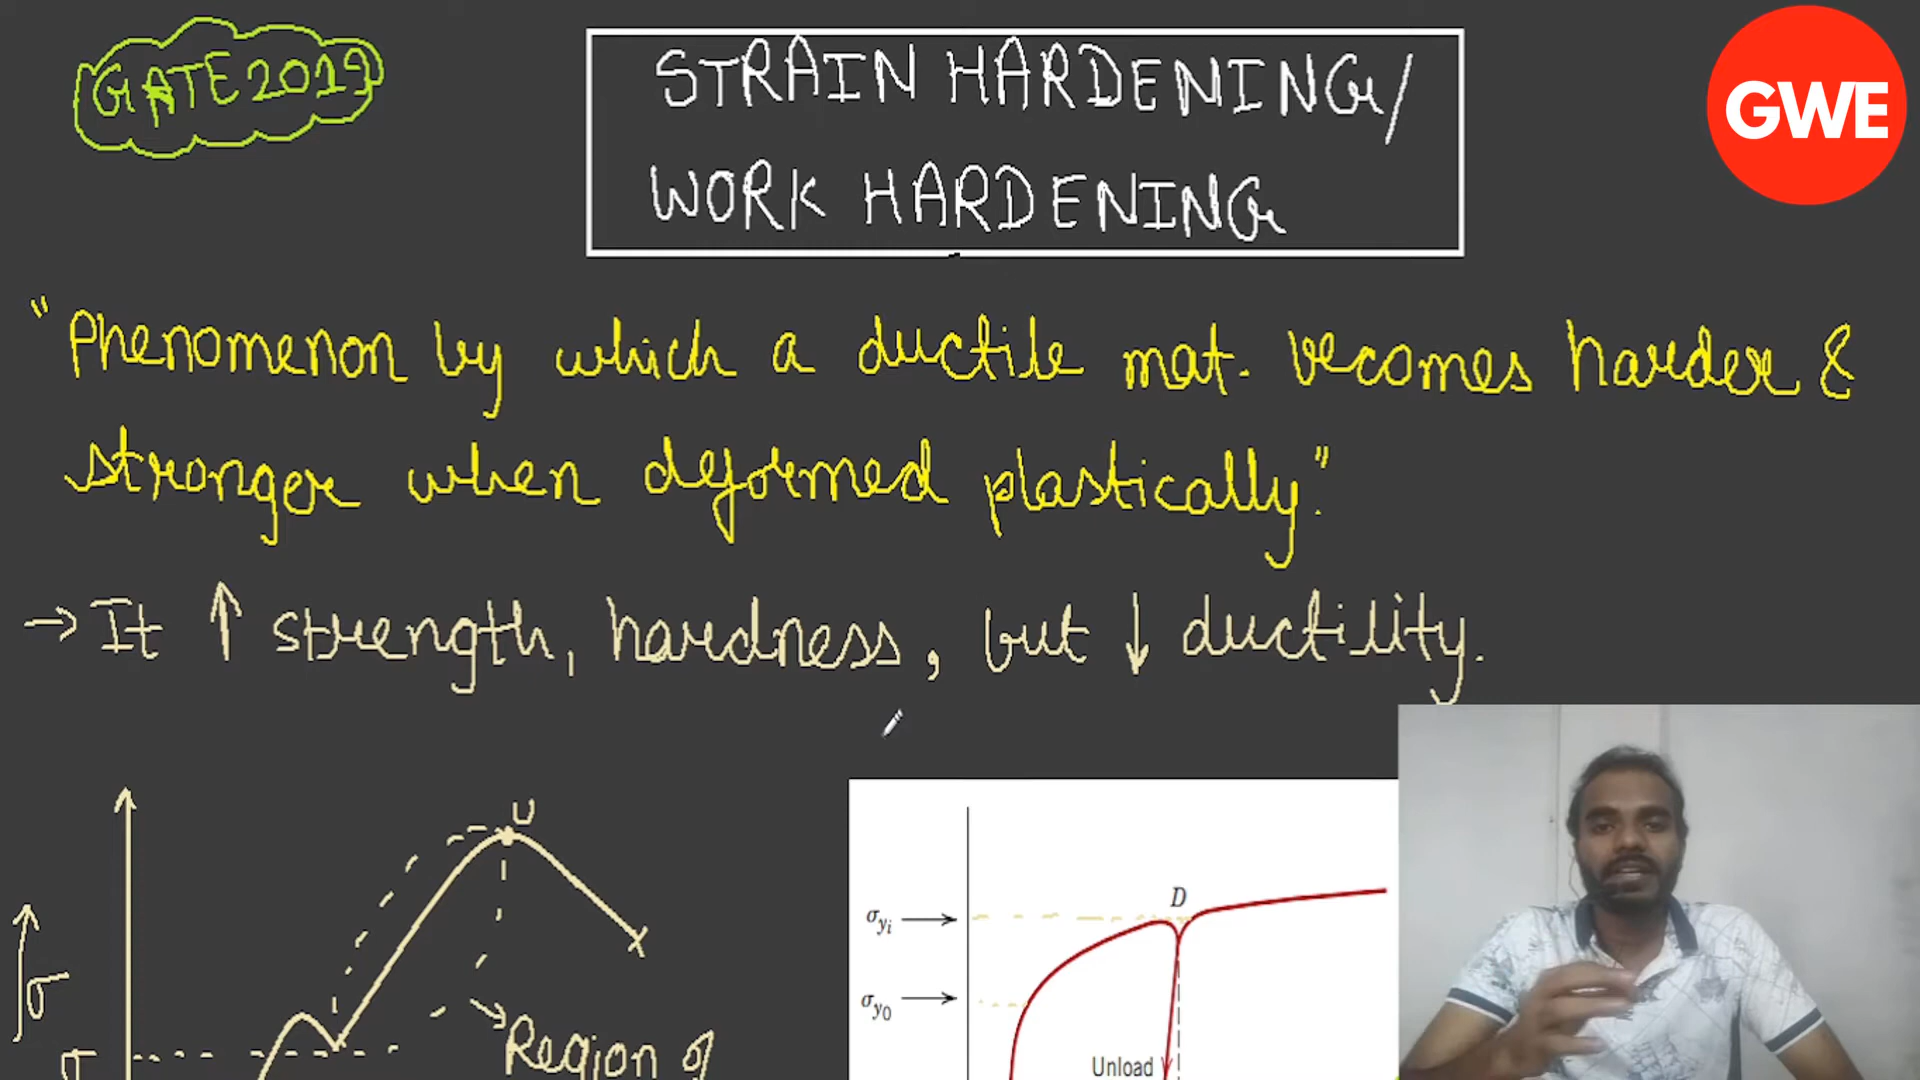 GATE 2019
STRAIN HARDENING/
WORK HARDENING
GWE
"Phenomenon by which a ductile mat. becomes harder &
stronger when deformed plastically."
→ It ↑ strength, hardness, but ↓ ductility.
U
σ
Region of
D
σyi
σy0
Unload